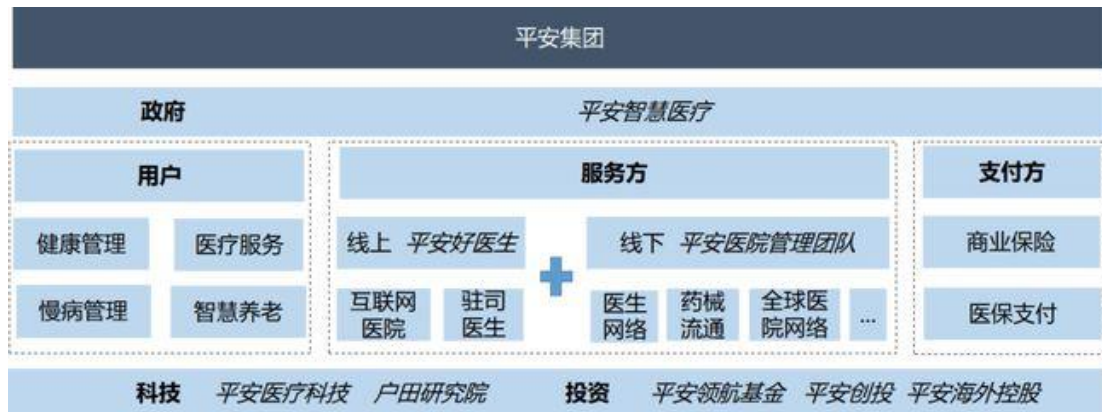 平安集团
政府 平安智慧医疗
用户 服务方 支付方
健康管理 医疗服务 线上 平安好医生 线下 平安医院管理团队 商业保险
慢病管理 智慧养老 互联网医院 驻司医生 医生网络 药械流通 全球医院网络 ... 医保支付
科技 平安医疗科技 户田研究院 投资 平安领航基金 平安创投 平安海外控股